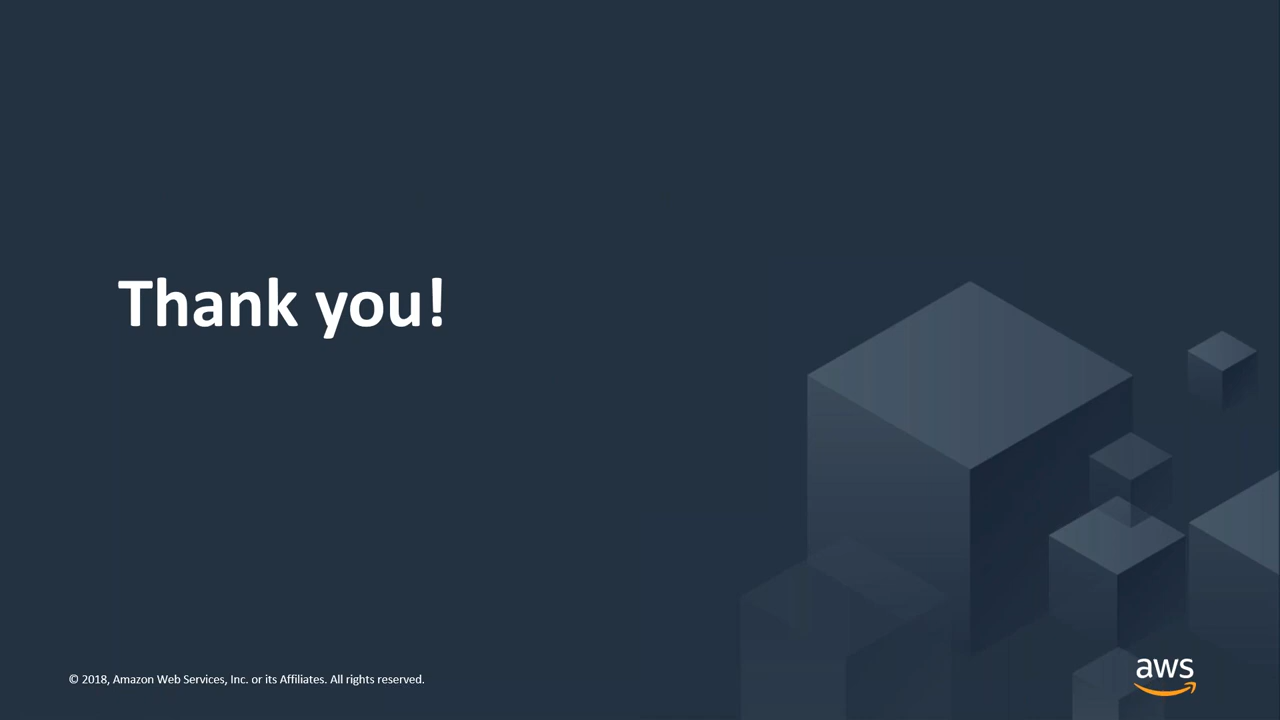 Thank you!
© 2018, Amazon Web Services, Inc. or its Affiliates. All rights reserved.
aws